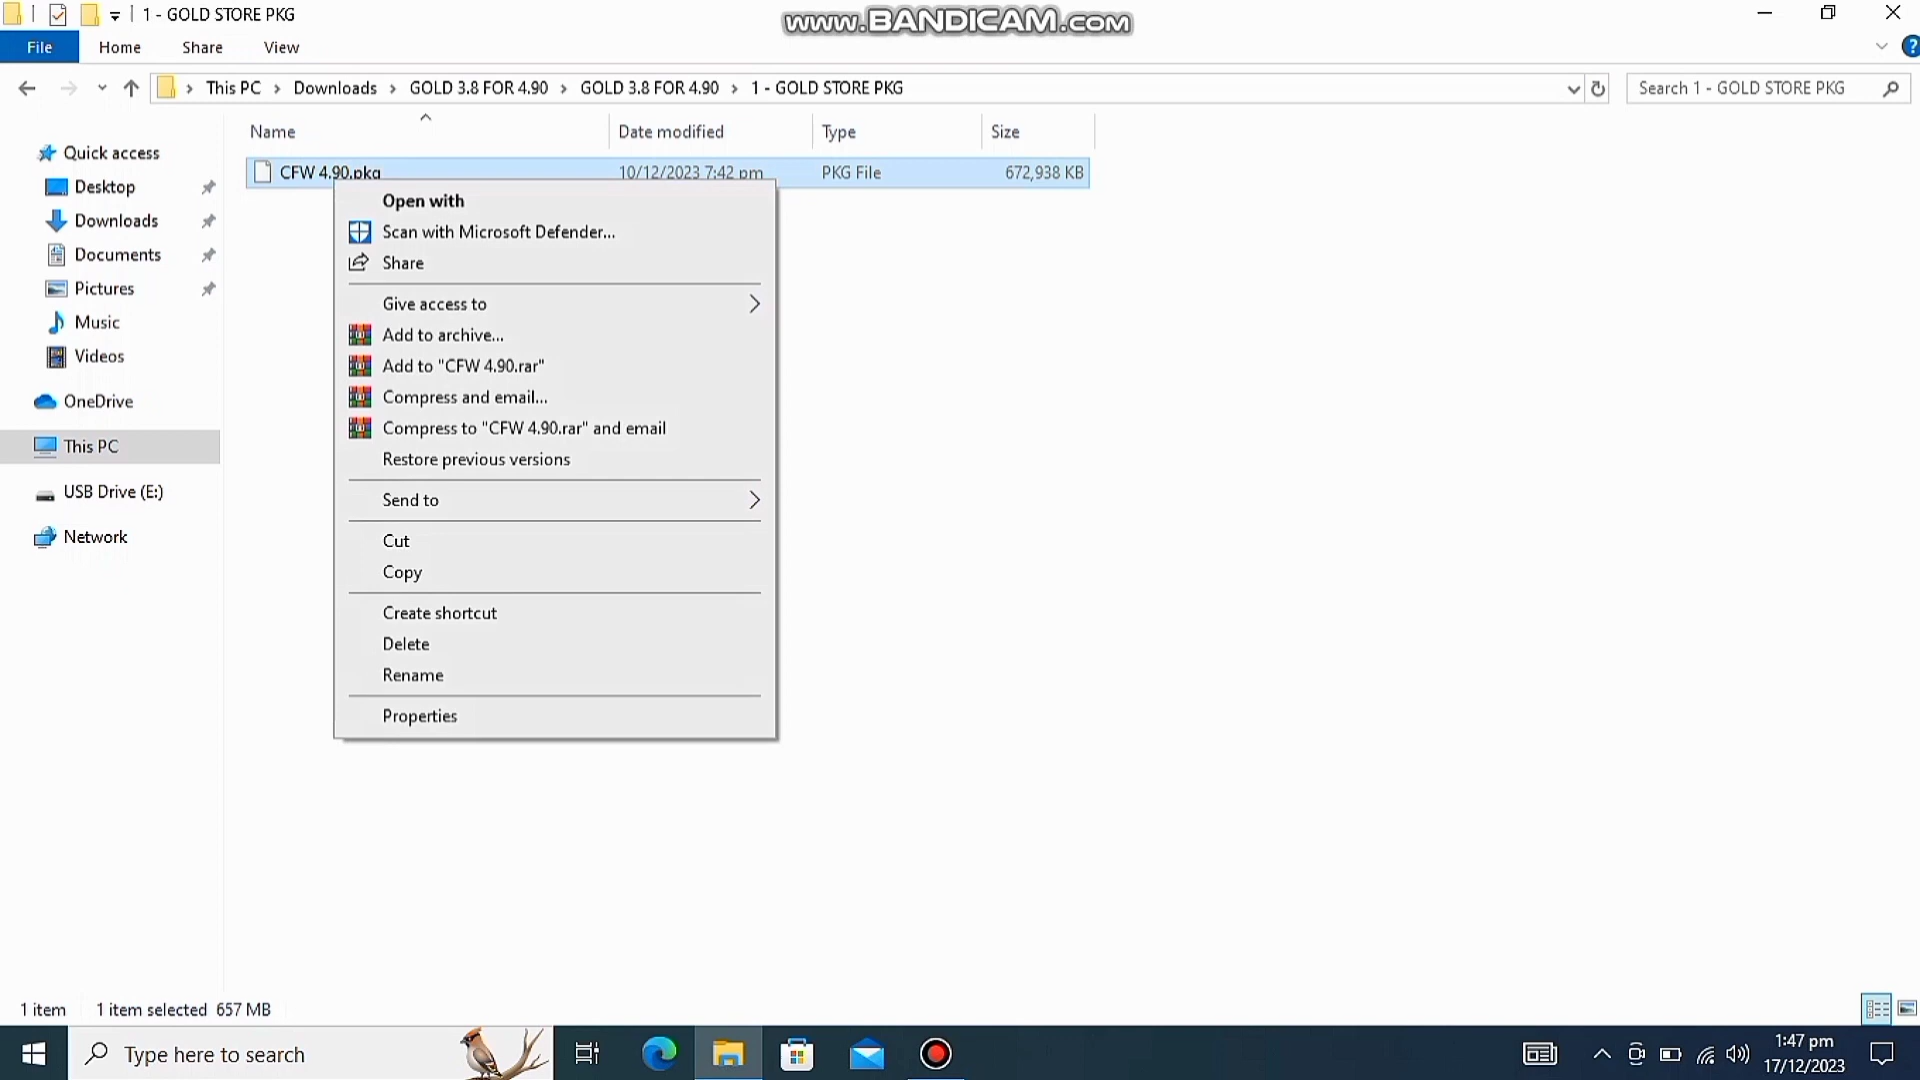 1 - GOLD STORE PKG
www.BANDICAM.com
File Home Share View
This PC > Downloads > GOLD 3.8 FOR 4.90 > GOLD 3.8 FOR 4.90 > 1 - GOLD STORE PKG
Search 1 - GOLD STORE PKG
Name Date modified Type Size
CFW 4.90.pkg 10/12/2023 7:42 pm PKG File 672,938 KB
Quick access
Desktop
Downloads
Documents
Pictures
Music
Videos
OneDrive
This PC
USB Drive (E:)
Network
Open with
Scan with Microsoft Defender...
Share
Give access to
Add to archive...
Add to "CFW 4.90.rar"
Compress and email...
Compress to "CFW 4.90.rar" and email
Restore previous versions
Send to
Cut
Copy
Create shortcut
Delete
Rename
Properties
1 item 1 item selected 657 MB
Type here to search
1:47 pm
17/12/2023